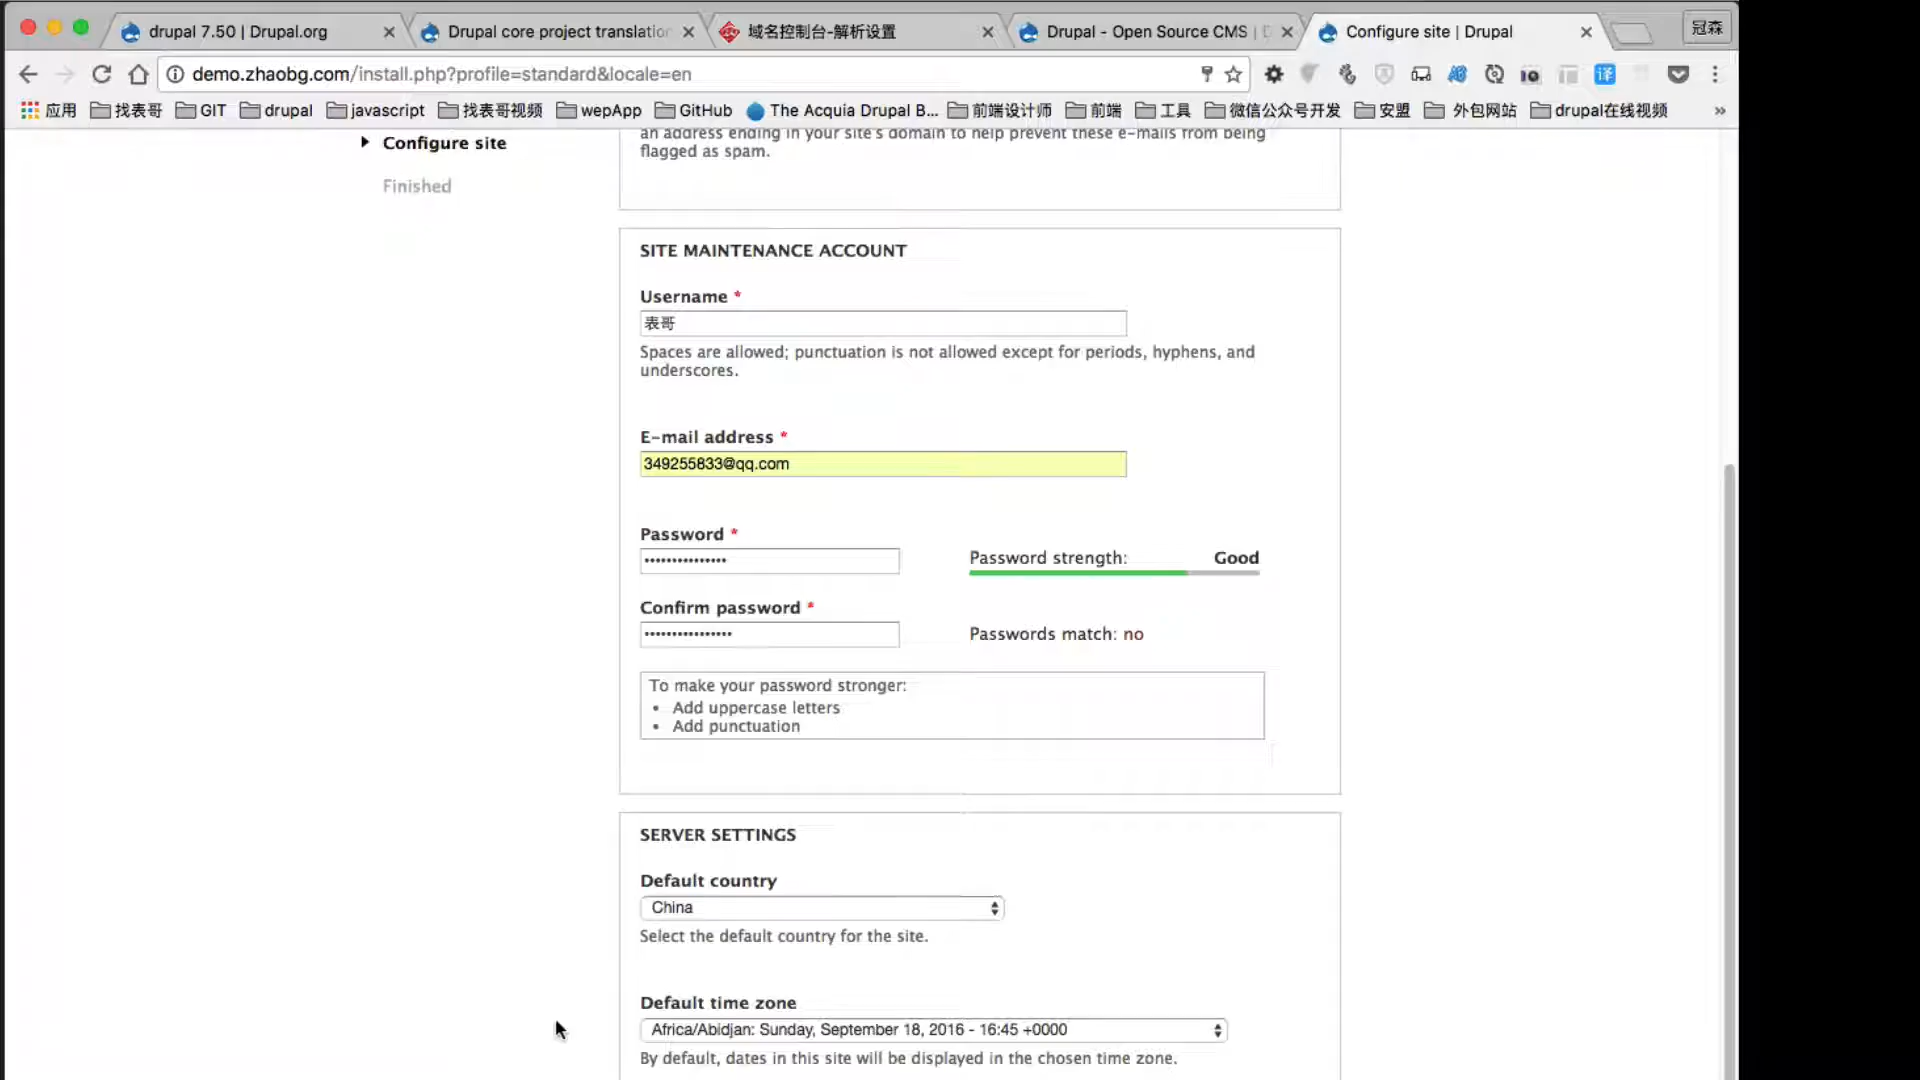 drupal 7.50 | Drupal.org
Drupal core project translation
域名控制台-解析设置
Drupal - Open Source CMS | D
Configure site | Drupal
冠森
demo.zhaobg.com/install.php?profile=standard&locale=en
应用
找表哥
GIT
drupal
javascript
找表哥视频
wepApp
GitHub
The Acquia Drupal B...
前端设计师
前端
工具
微信公众号开发
安盟
外包网站
drupal在线视频
»
an address ending in your site's domain to help prevent these e-mails from being
flagged as spam.
Configure site
Finished
SITE MAINTENANCE ACCOUNT
Username *
表哥
Spaces are allowed; punctuation is not allowed except for periods, hyphens, and
underscores.
E-mail address *
349255833@qq.com
Password *
•••••••••••••••
Password strength: Good
Confirm password *
••••••••••••••••
Passwords match: no
To make your password stronger:
• Add uppercase letters
• Add punctuation
SERVER SETTINGS
Default country
China
Select the default country for the site.
Default time zone
Africa/Abidjan: Sunday, September 18, 2016 - 16:45 +0000
By default, dates in this site will be displayed in the chosen time zone.